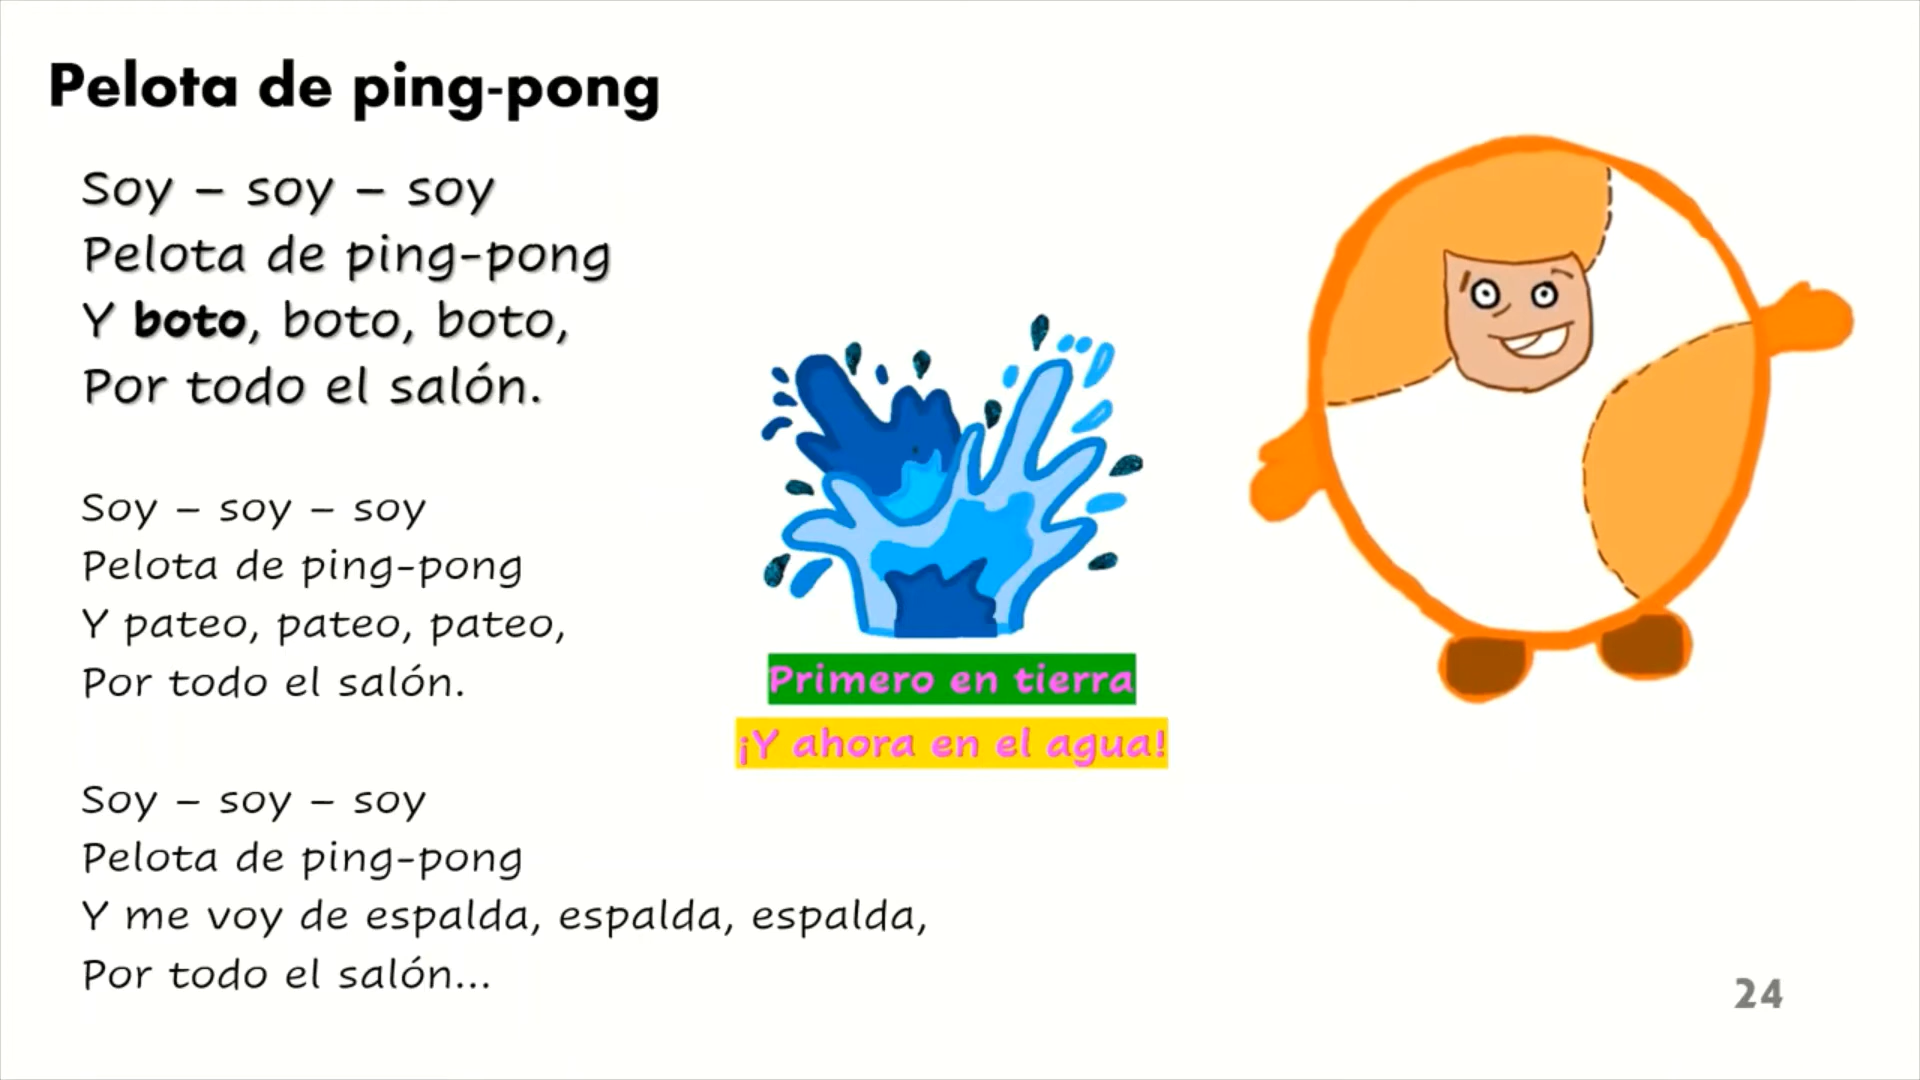 Pelota de ping-pong
Soy – soy – soy
Pelota de ping-pong
Y boto, boto, boto,
Por todo el salón.
Soy – soy – soy
Pelota de ping-pong
Y pateo, pateo, pateo,
Por todo el salón.
Soy – soy – soy
Pelota de ping-pong
Y me voy de espalda, espalda, espalda,
Por todo el salón...
Primero en tierra
¡Y ahora en el agua!
24